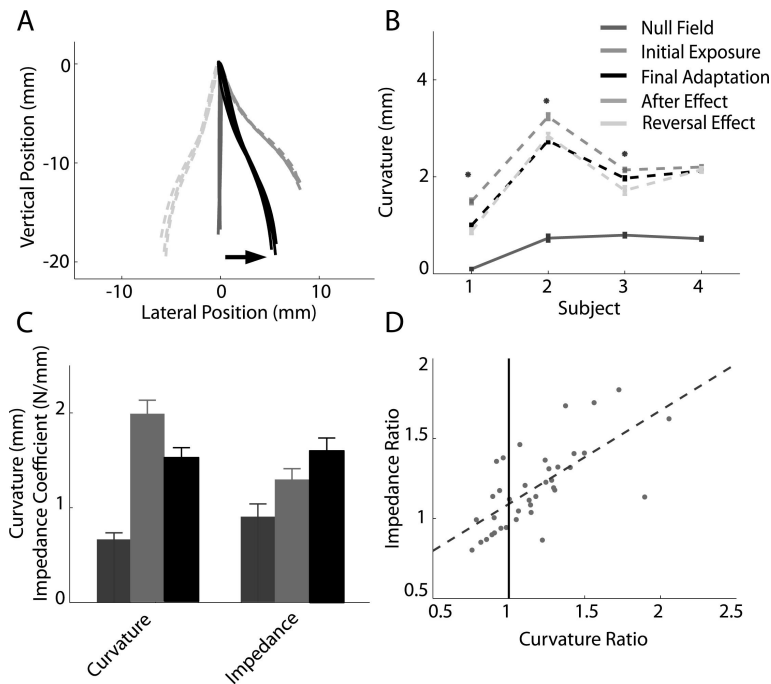 A
Vertical Position (mm)
0
-10
-20
-10
0
10
Lateral Position (mm)
B
Null Field
Initial Exposure
Final Adaptation
After Effect
Reversal Effect
Curvature (mm)
4
2
0
*
*
*
1
2
3
4
Subject
C
Curvature (mm)
Impedance Coefficient (N/mm)
2
1
0
Curvature
Impedance
D
Impedance Ratio
2
1.5
1
0.5
0.5
1
1.5
2
2.5
Curvature Ratio